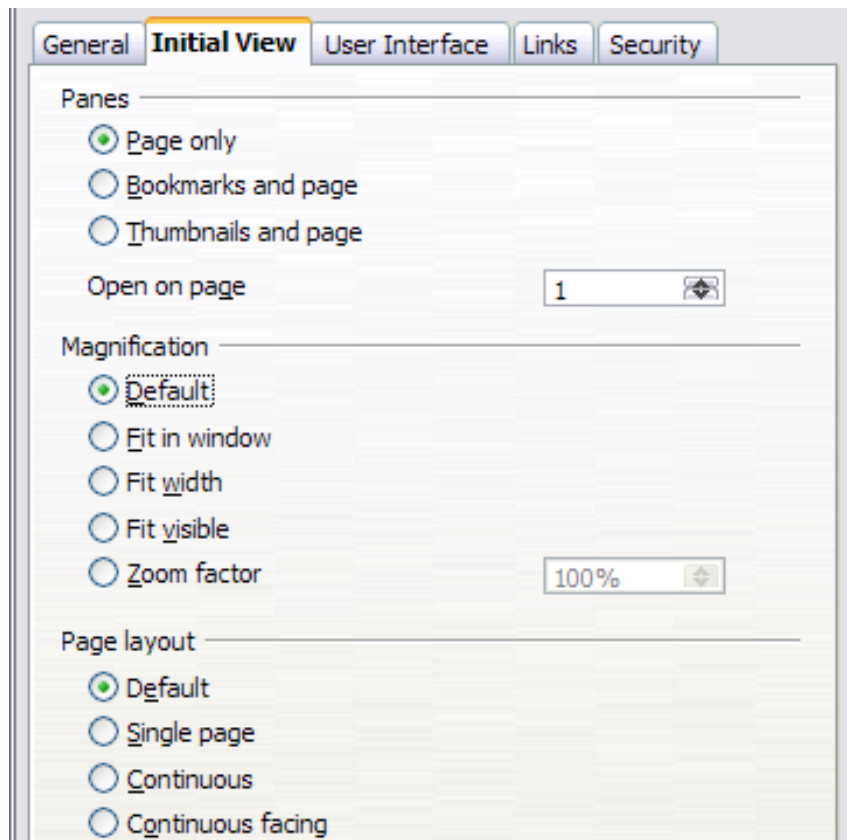 General Initial View User Interface Links Security
Panes
Page only
Bookmarks and page
Thumbnails and page
Open on page 1
Magnification
Default
Fit in window
Fit width
Fit visible
Zoom factor 100%
Page layout
Default
Single page
Continuous
Continuous facing